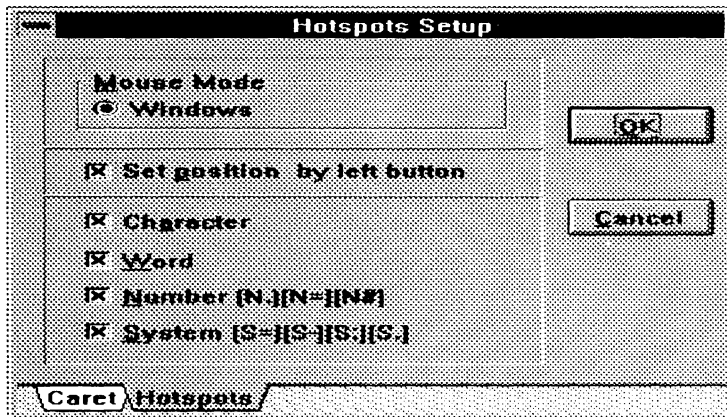 Hotspots Setup
Mouse Mode
Windows
OK
Set position by left button
Character
Cancel
Word
Number [N.][N=][N#]
System [S=][S-][S:][S.]
Caret Hotspots